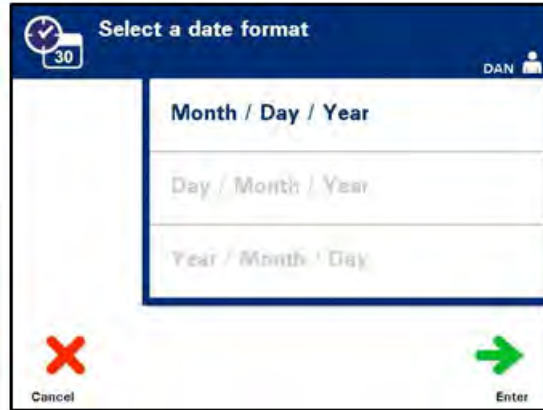 Select a date format
30
DAN
Month / Day / Year
Day / Month / Year
Year / Month / Day
Cancel
Enter